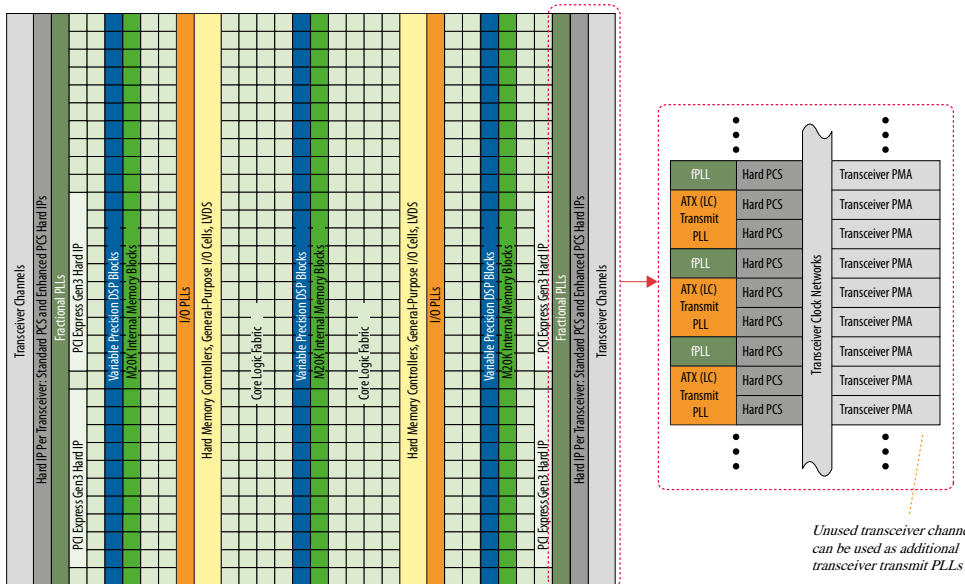 Transceiver Channels
Hard IP Per Transceiver: Standard PCS and Enhanced PCS Hard IPs
Fractional PLLs
PCI Express Gen3 Hard IP
PCI Express Gen3 Hard IP
Variable Precision DSP Blocks
M20K Internal Memory Blocks
I/O PLLs
Hard Memory Controllers, General-Purpose I/O Cells, LVDS
Core Logic Fabric
Variable Precision DSP Blocks
M20K Internal Memory Blocks
Core Logic Fabric
Hard Memory Controllers, General-Purpose I/O Cells, LVDS
I/O PLLs
Variable Precision DSP Blocks
M20K Internal Memory Blocks
PCI Express Gen3 Hard IP
PCI Express Gen3 Hard IP
Fractional PLLs
Hard IP Per Transceiver: Standard PCS and Enhanced PCS Hard IPs
Transceiver Channels
fPLL
ATX (LC)
Transmit
PLL
fPLL
ATX (LC)
Transmit
PLL
fPLL
ATX (LC)
Transmit
PLL
Hard PCS
Hard PCS
Hard PCS
Hard PCS
Hard PCS
Hard PCS
Hard PCS
Hard PCS
Hard PCS
Transceiver Clock Networks
Transceiver PMA
Transceiver PMA
Transceiver PMA
Transceiver PMA
Transceiver PMA
Transceiver PMA
Transceiver PMA
Transceiver PMA
Transceiver PMA
Unused transceiver
can be used as additional
transceiver transmit PLLs